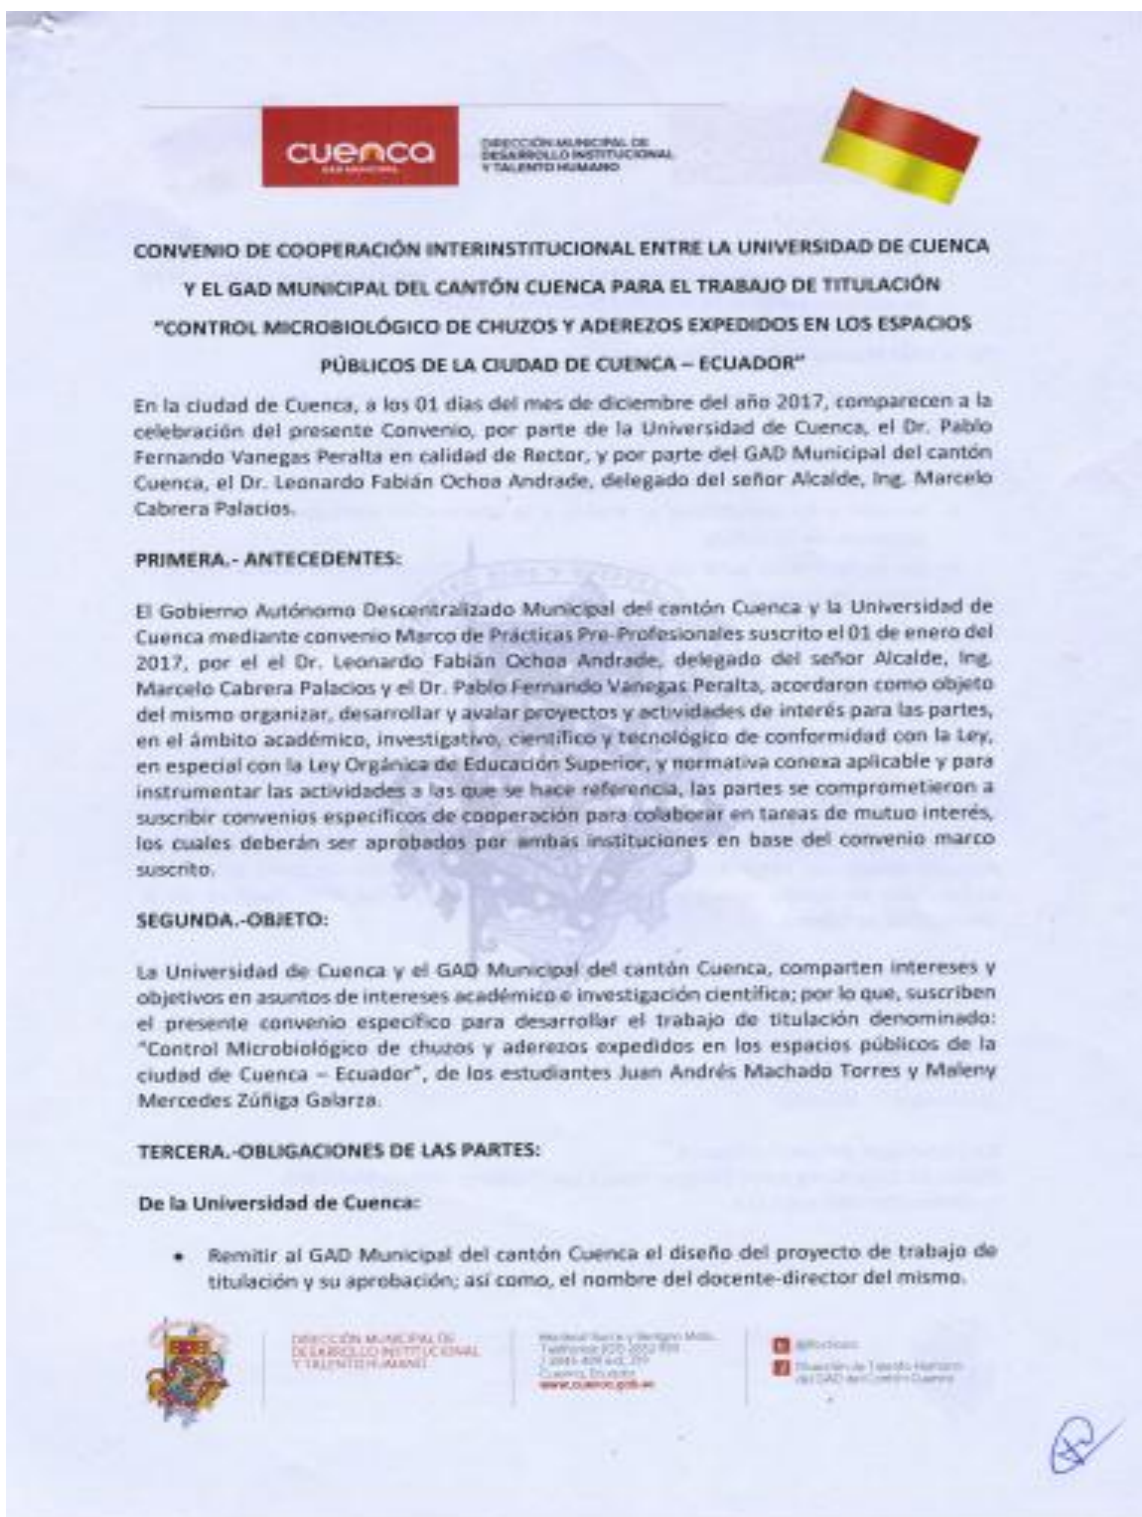 cuenca
GAD MUNICIPAL
DIRECCIÓN MUNICIPAL DE
DESARROLLO INSTITUCIONAL
Y TALENTO HUMANO
CONVENIO DE COOPERACIÓN INTERINSTITUCIONAL ENTRE LA UNIVERSIDAD DE CUENCA
Y EL GAD MUNICIPAL DEL CANTÓN CUENCA PARA EL TRABAJO DE TITULACIÓN
"CONTROL MICROBIOLÓGICO DE CHUZOS Y ADEREZOS EXPEDIDOS EN LOS ESPACIOS
PÚBLICOS DE LA CIUDAD DE CUENCA – ECUADOR"
En la ciudad de Cuenca, a los 01 días del mes de diciembre del año 2017, comparecen a la
celebración del presente Convenio, por parte de la Universidad de Cuenca, el Dr. Pablo
Fernando Vanegas Peralta en calidad de Rector, y por parte del GAD Municipal del cantón
Cuenca, el Dr. Leonardo Fabián Ochoa Andrade, delegado del señor Alcalde, Ing. Marcelo
Cabrera Palacios.
PRIMERA.- ANTECEDENTES:
El Gobierno Autónomo Descentralizado Municipal del cantón Cuenca y la Universidad de
Cuenca mediante convenio Marco de Prácticas Pre-Profesionales suscrito el 01 de enero del
2017, por el el Dr. Leonardo Fabián Ochoa Andrade, delegado del señor Alcalde, Ing.
Marcelo Cabrera Palacios y el Dr. Pablo Fernando Vanegas Peralta, acordaron como objeto
del mismo organizar, desarrollar y avalar proyectos y actividades de interés para las partes,
en el ámbito académico, investigativo, científico y tecnológico de conformidad con la Ley,
en especial con la Ley Orgánica de Educación Superior, y normativa conexa aplicable y para
instrumentar las actividades a las que se hace referencia, las partes se comprometieron a
suscribir convenios específicos de cooperación para colaborar en tareas de mutuo interés,
los cuales deberán ser aprobados por ambas instituciones en base del convenio marco
suscrito.
SEGUNDA.-OBJETO:
La Universidad de Cuenca y el GAD Municipal del cantón Cuenca, comparten intereses y
objetivos en asuntos de intereses académico e investigación científica; por lo que, suscriben
el presente convenio específico para desarrollar el trabajo de titulación denominado:
"Control Microbiológico de chuzos y aderezos expedidos en los espacios públicos de la
ciudad de Cuenca – Ecuador", de los estudiantes Juan Andrés Machado Torres y Maleny
Mercedes Zúñiga Galarza.
TERCERA.-OBLIGACIONES DE LAS PARTES:
De la Universidad de Cuenca:
• Remitir al GAD Municipal del cantón Cuenca el diseño del proyecto de trabajo de
titulación y su aprobación; así como, el nombre del docente-director del mismo.
DIRECCIÓN MUNICIPAL DE
DESARROLLO INSTITUCIONAL
Y TALENTO HUMANO
Cuenca, Ecuador
www.cuenca.gob.ec
Dirección de Talento Humano
del GAD del Cantón Cuenca